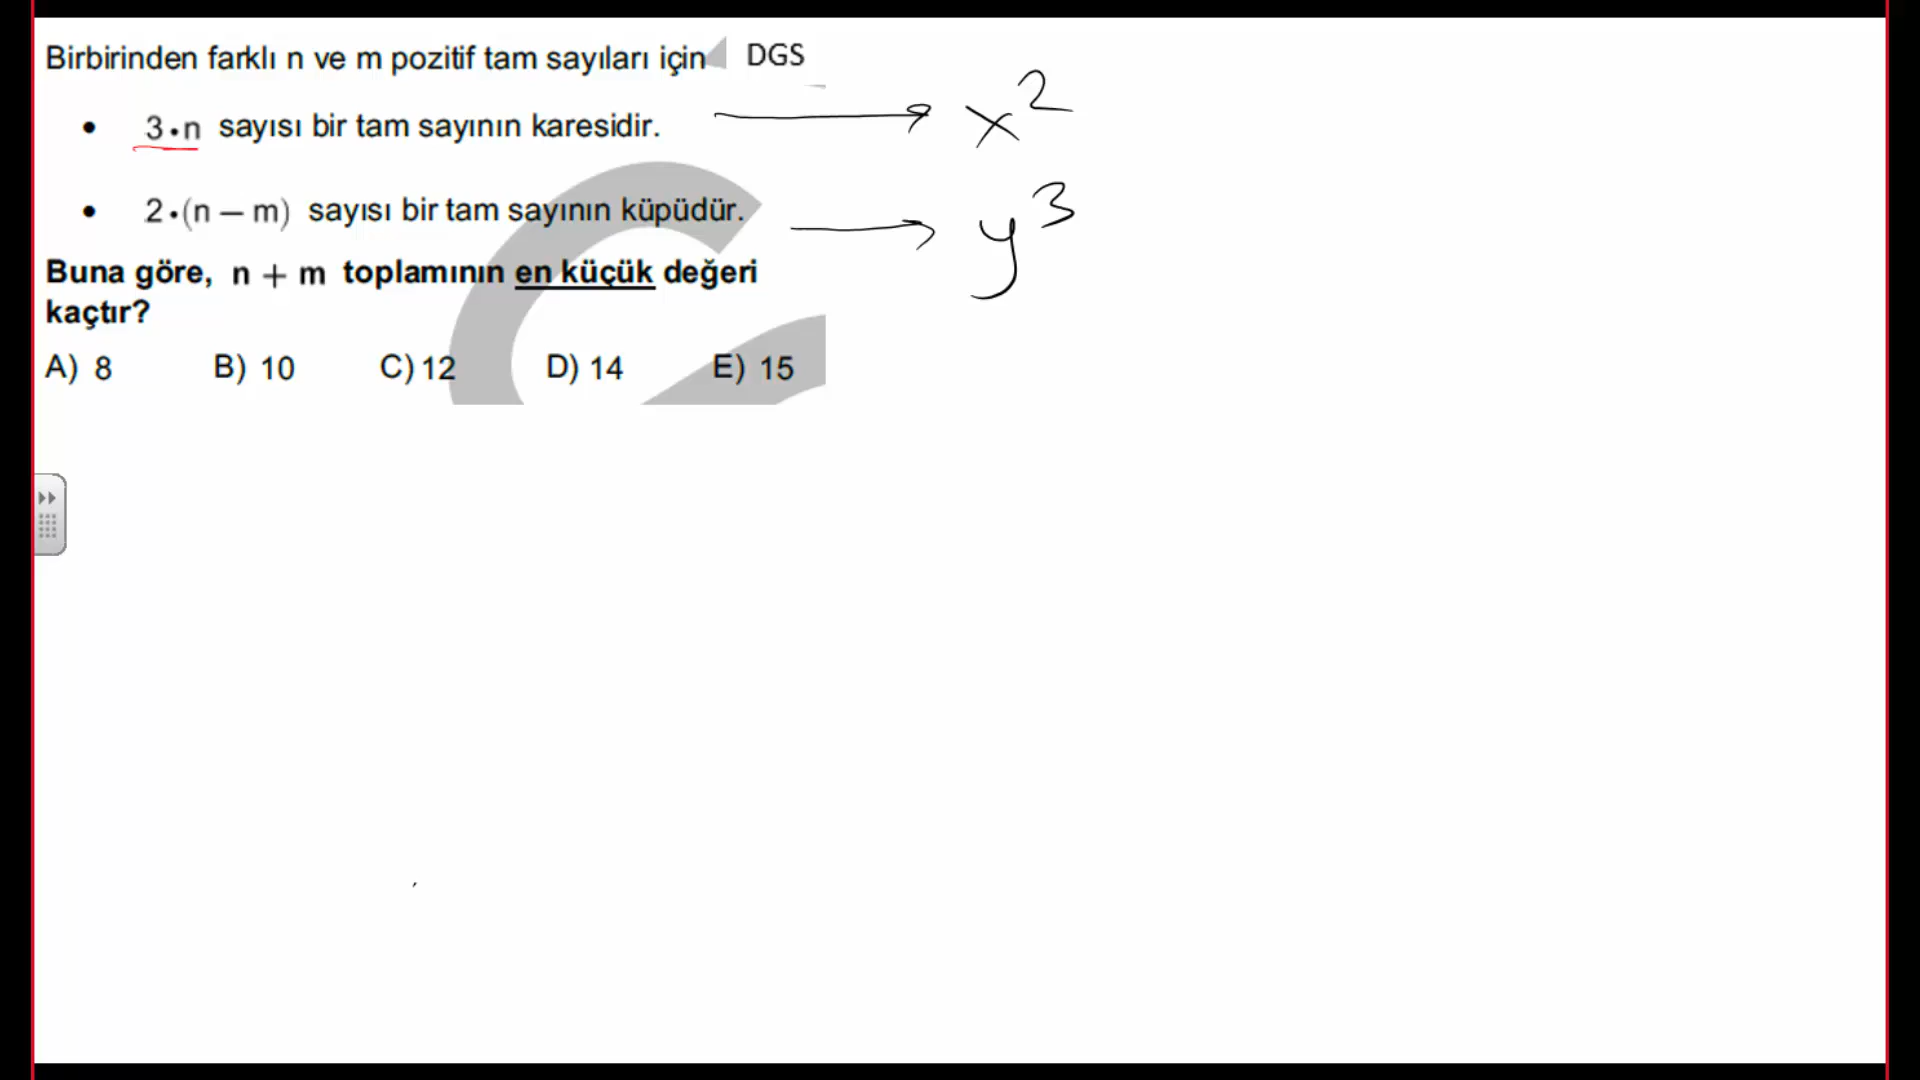 Birbirinden farklı n ve m pozitif tam sayıları için DGS
• 3·n sayısı bir tam sayının karesidir. → x²
• 2·(n – m) sayısı bir tam sayının küpüdür. → y³
Buna göre, n + m toplamının en küçük değeri
kaçtır?
A) 8 B) 10 C) 12 D) 14 E) 15